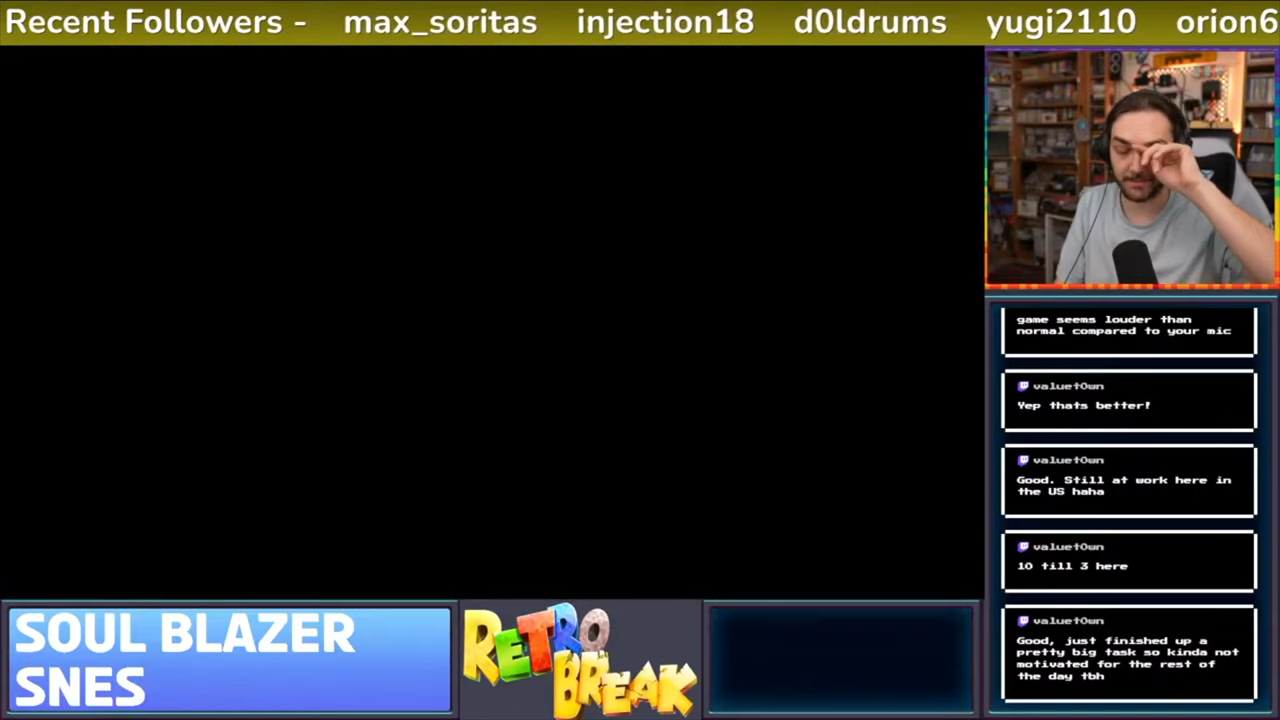 Recent Followers - max_soritas injection18 d0ldrums yugi2110 orion6
game seems louder than
normal compared to your mic
valuet0wn
Yep thats better!
valuet0wn
Good. Still at work here in
the US haha
valuet0wn
10 till 3 here
valuet0wn
Good, just finished up a
pretty big task so kinda not
motivated for the rest of
the day tbh
SOUL BLAZER
SNES
RETRO
BREAK